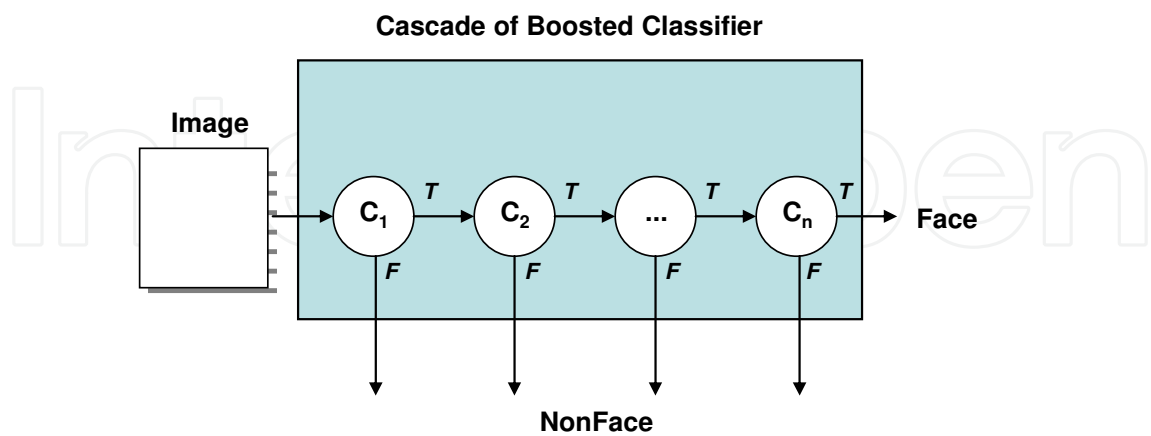 Cascade of Boosted Classifier
Image
T T T T
C1 C2 ... Cn Face
F F F F
NonFace